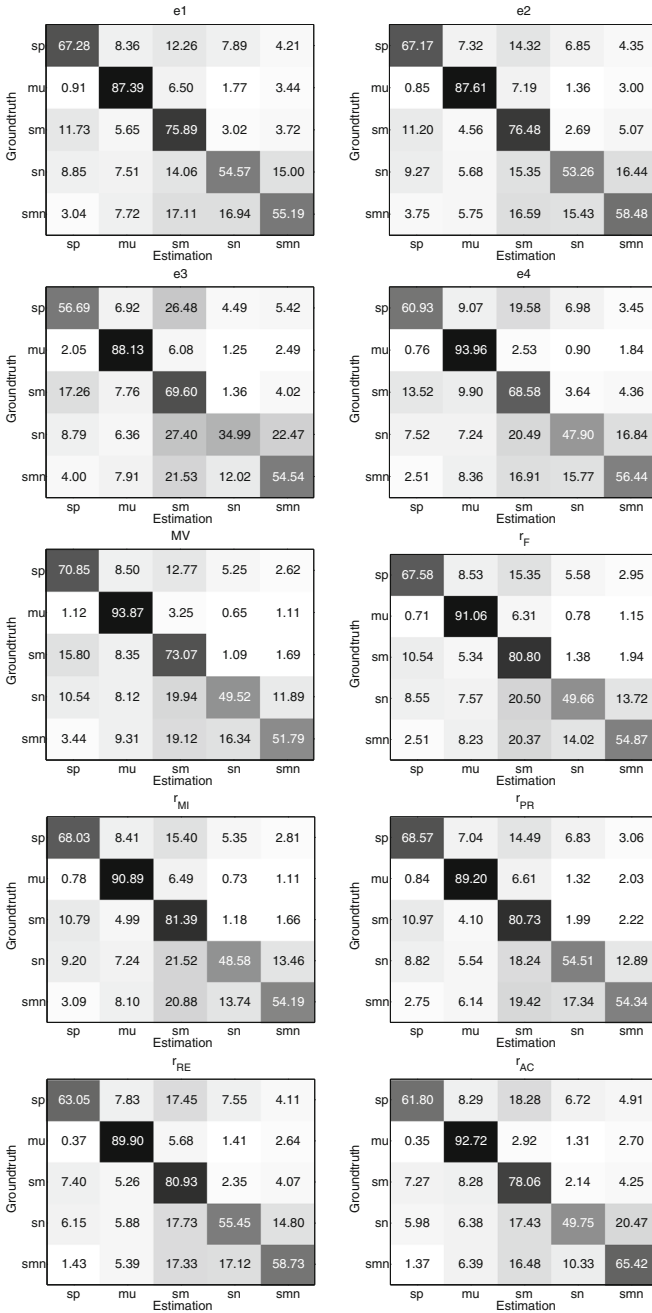 e1
e2
Groundtruth
sp 67.28 8.36 12.26 7.89 4.21
mu 0.91 87.39 6.50 1.77 3.44
sm 11.73 5.65 75.89 3.02 3.72
sn 8.85 7.51 14.06 54.57 15.00
smn 3.04 7.72 17.11 16.94 55.19
sp mu sm sn smn
Estimation
Groundtruth
sp 67.17 7.32 14.32 6.85 4.35
mu 0.85 87.61 7.19 1.36 3.00
sm 11.20 4.56 76.48 2.69 5.07
sn 9.27 5.68 15.35 53.26 16.44
smn 3.75 5.75 16.59 15.43 58.48
sp mu sm sn smn
Estimation
e3
e4
Groundtruth
sp 56.69 6.92 26.48 4.49 5.42
mu 2.05 88.13 6.08 1.25 2.49
sm 17.26 7.76 69.60 1.36 4.02
sn 8.79 6.36 27.40 34.99 22.47
smn 4.00 7.91 21.53 12.02 54.54
sp mu sm sn smn
Estimation
Groundtruth
sp 60.93 9.07 19.58 6.98 3.45
mu 0.76 93.96 2.53 0.90 1.84
sm 13.52 9.90 68.58 3.64 4.36
sn 7.52 7.24 20.49 47.90 16.84
smn 2.51 8.36 16.91 15.77 56.44
sp mu sm sn smn
Estimation
MV
r_F
Groundtruth
sp 70.85 8.50 12.77 5.25 2.62
mu 1.12 93.87 3.25 0.65 1.11
sm 15.80 8.35 73.07 1.09 1.69
sn 10.54 8.12 19.94 49.52 11.89
smn 3.44 9.31 19.12 16.34 51.79
sp mu sm sn smn
Estimation
Groundtruth
sp 67.58 8.53 15.35 5.58 2.95
mu 0.71 91.06 6.31 0.78 1.15
sm 10.54 5.34 80.80 1.38 1.94
sn 8.55 7.57 20.50 49.66 13.72
smn 2.51 8.23 20.37 14.02 54.87
sp mu sm sn smn
Estimation
r_MI
r_PR
Groundtruth
sp 68.03 8.41 15.40 5.35 2.81
mu 0.78 90.89 6.49 0.73 1.11
sm 10.79 4.99 81.39 1.18 1.66
sn 9.20 7.24 21.52 48.58 13.46
smn 3.09 8.10 20.88 13.74 54.19
sp mu sm sn smn
Estimation
Groundtruth
sp 68.57 7.04 14.49 6.83 3.06
mu 0.84 89.20 6.61 1.32 2.03
sm 10.97 4.10 80.73 1.99 2.22
sn 8.82 5.54 18.24 54.51 12.89
smn 2.75 6.14 19.42 17.34 54.34
sp mu sm sn smn
Estimation
r_RE
r_AC
Groundtruth
sp 63.05 7.83 17.45 7.55 4.11
mu 0.37 89.90 5.68 1.41 2.64
sm 7.40 5.26 80.93 2.35 4.07
sn 6.15 5.88 17.73 55.45 14.80
smn 1.43 5.39 17.33 17.12 58.73
sp mu sm sn smn
Estimation
Groundtruth
sp 61.80 8.29 18.28 6.72 4.91
mu 0.35 92.72 2.92 1.31 2.70
sm 7.27 8.28 78.06 2.14 4.25
sn 5.98 6.38 17.43 49.75 20.47
smn 1.37 6.39 16.48 10.33 65.42
sp mu sm sn smn
Estimation